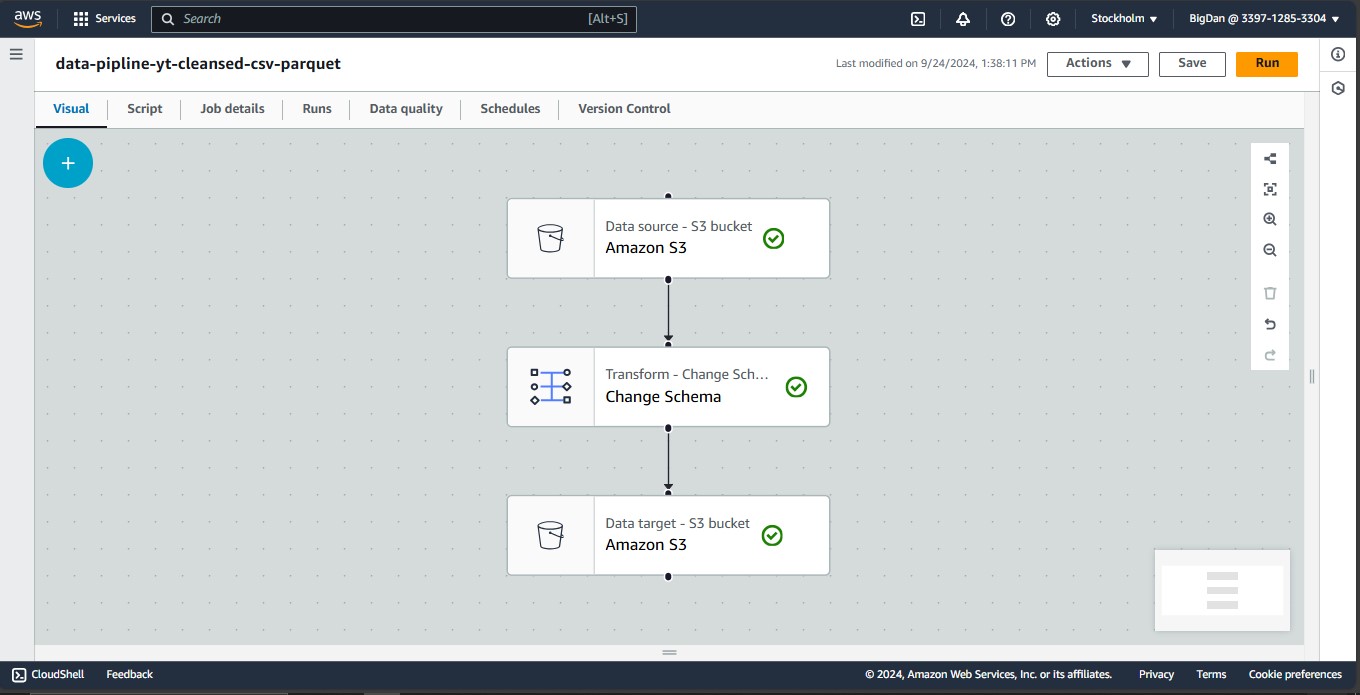 aws
Services
Search
[Alt+S]
Stockholm
BigDan @ 3397-1285-3304
data-pipline-yt-cleansed-csv-parquet
Last modified on 9/24/2024, 1:38:11 PM
Actions
Save
Run
Visual
Script
Job details
Runs
Data quality
Schedules
Version Control
Data source - S3 bucket
Amazon S3
Transform - Change Sch...
Change Schema
Data target - S3 bucket
Amazon S3
CloudShell
Feedback
© 2024, Amazon Web Services, Inc. or its affiliates.
Privacy
Terms
Cookie preferences